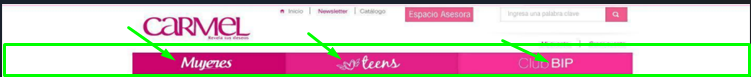 Inicio Newsletter Catálogo
Espacio Asesora
Ingresa una palabra clave
CARMEL
Mujeres
teens
Club BIP